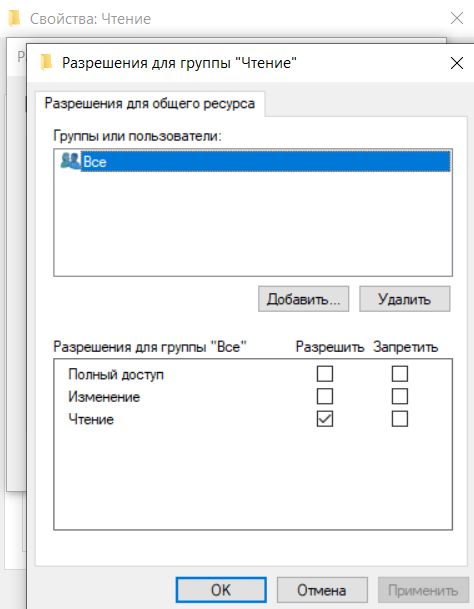 Свойства: Чтение
Разрешения для группы "Чтение"
Разрешения для общего ресурса
Группы или пользователи:
Все
Добавить...
Удалить
Разрешения для группы "Все" Разрешить Запретить
Полный доступ
Изменение
Чтение
OK Отмена Применить